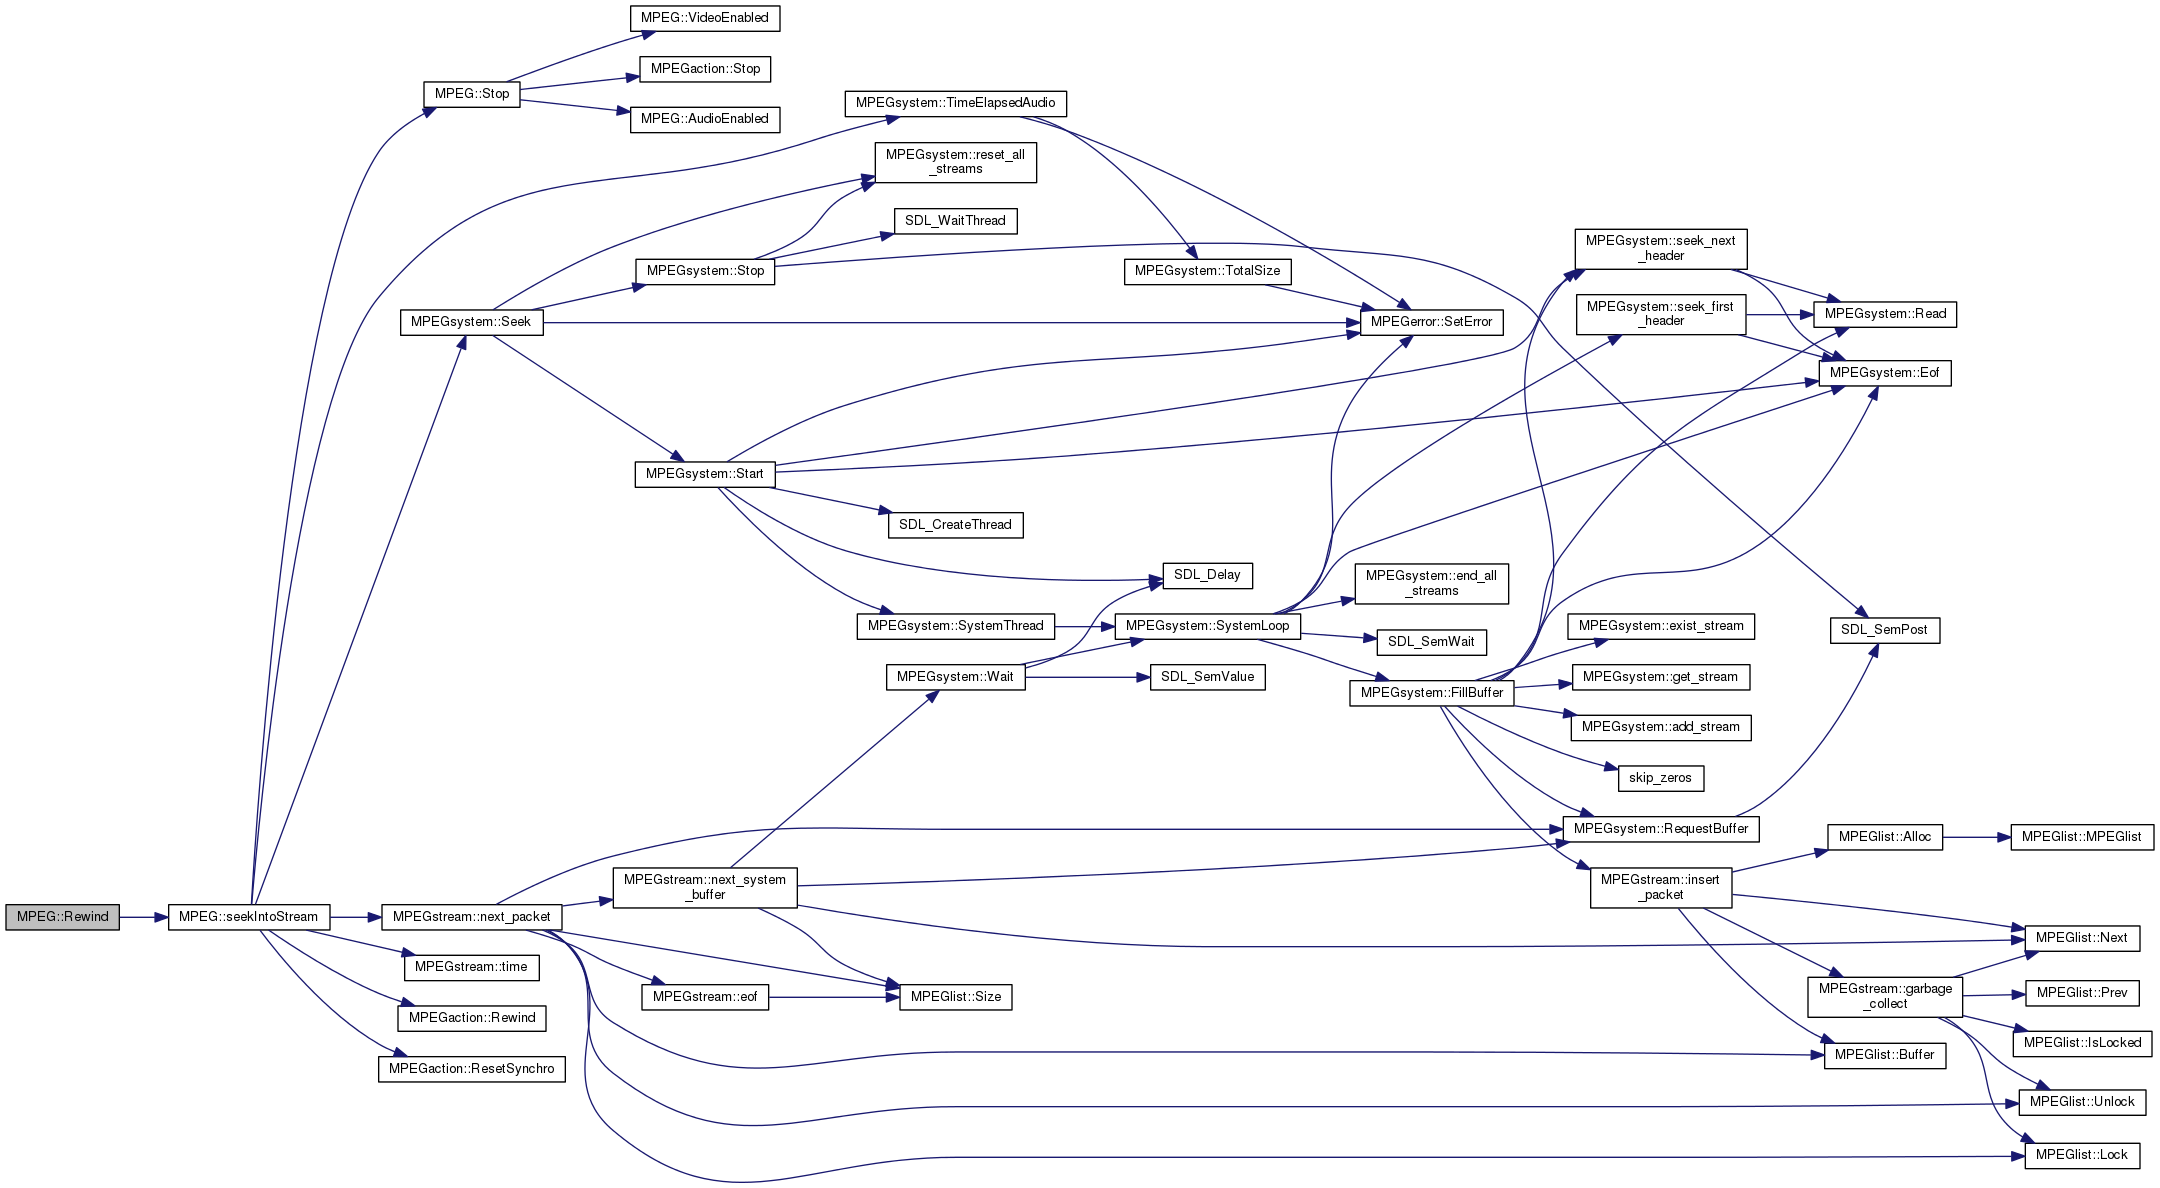 MPEG::VideoEnabled
MPEGaction::Stop
MPEG::Stop
MPEG::AudioEnabled
MPEGsystem::TimeElapsedAudio
MPEGsystem::reset_all
_streams
SDL_WaitThread
MPEGsystem::Stop
MPEGsystem::TotalSize
MPEGsystem::seek_next
_header
MPEGsystem::Seek
MPEGerror::SetError
MPEGsystem::seek_first
_header
MPEGsystem::Read
MPEGsystem::Eof
MPEGsystem::Start
SDL_CreateThread
SDL_Delay
MPEGsystem::end_all
_streams
MPEGsystem::SystemThread
MPEGsystem::SystemLoop
MPEGsystem::exist_stream
SDL_SemPost
SDL_SemWait
MPEGsystem::Wait
SDL_SemValue
MPEGsystem::get_stream
MPEGsystem::FillBuffer
MPEGsystem::add_stream
skip_zeros
MPEGsystem::RequestBuffer
MPEGlist::Alloc
MPEGlist::MPEGlist
MPEGstream::next_system
_buffer
MPEGstream::insert
_packet
MPEG::Rewind
MPEG::seekIntoStream
MPEGstream::next_packet
MPEGlist::Next
MPEGstream::time
MPEGstream::eof
MPEGlist::Size
MPEGstream::garbage
_collect
MPEGlist::Prev
MPEGaction::Rewind
MPEGlist::IsLocked
MPEGlist::Buffer
MPEGaction::ResetSynchro
MPEGlist::Unlock
MPEGlist::Lock